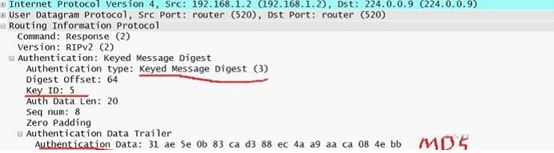 Internet Protocol Version 4, Src: 192.168.1.2 (192.168.1.2), Dst: 224.0.0.9 (224.0.0.9)
User Datagram Protocol, Src Port: router (520), Dst Port: router (520)
Routing Information Protocol
Command: Response (2)
Version: RIPv2 (2)
Authentication: Keyed Message Digest
Authentication type: Keyed Message Digest (3)
Digest Offset: 64
Key ID: 5
Auth Data Len: 20
Seq num: 8
Zero Padding
Authentication Data Trailer
Authentication Data: 31 ae 5e 0b 83 ca d3 88 ec 4a a9 aa ca 08 4e bb MD5